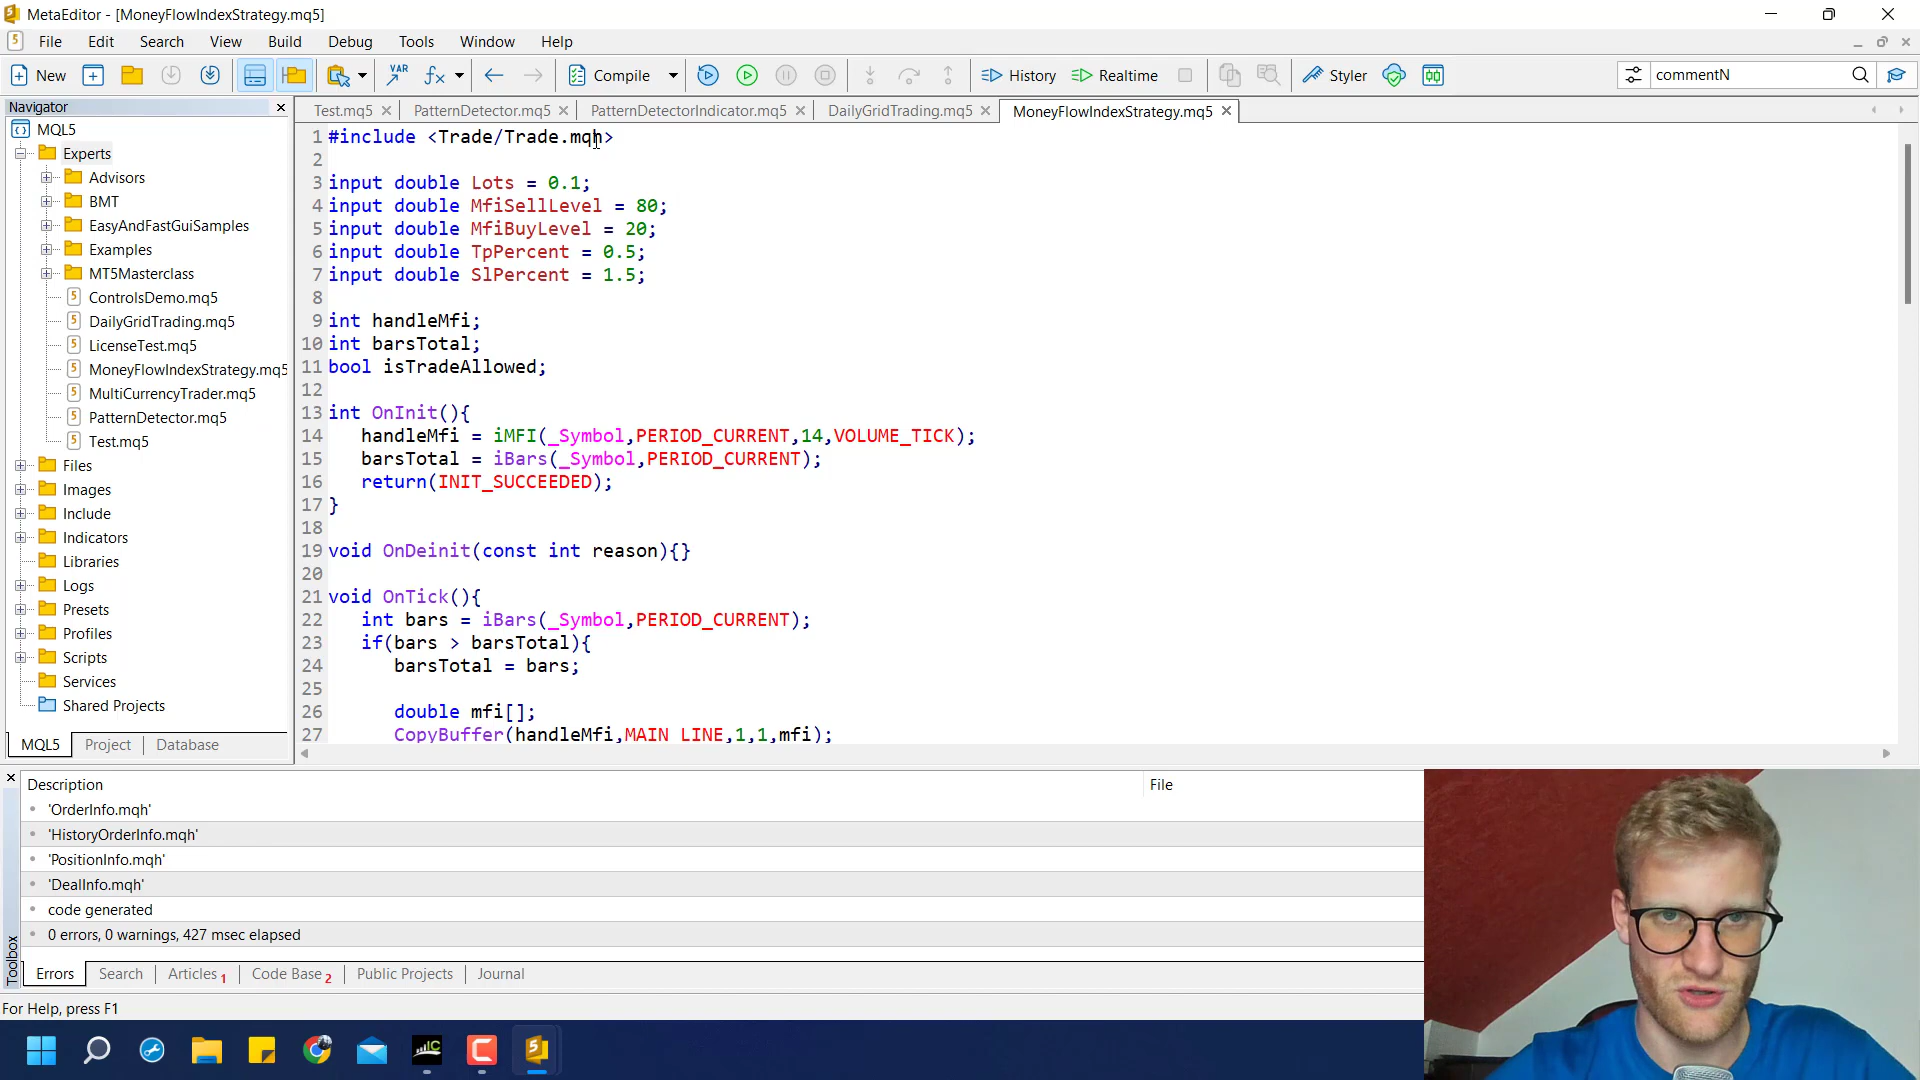 MetaEditor - [MoneyFlowIndexStrategy.mq5]
File Edit Search View Build Debug Tools Window Help
New VAR fx Compile History Realtime Styler commentN
Navigator
Test.mq5 PatternDetector.mq5 PatternDetectorIndicator.mq5 DailyGridTrading.mq5 MoneyFlowIndexStrategy.mq5
MQL5
Experts
Advisors
BMT
EasyAndFastGuiSamples
Examples
MT5Masterclass
ControlsDemo.mq5
DailyGridTrading.mq5
LicenseTest.mq5
MoneyFlowIndexStrategy.mq5
MultiCurrencyTrader.mq5
PatternDetector.mq5
Test.mq5
Files
Images
Include
Indicators
Libraries
Logs
Presets
Profiles
Scripts
Services
Shared Projects
MQL5 Project Database
1 #include <Trade/Trade.mqh>
2
3 input double Lots = 0.1;
4 input double MfiSellLevel = 80;
5 input double MfiBuyLevel = 20;
6 input double TpPercent = 0.5;
7 input double SlPercent = 1.5;
8
9 int handleMfi;
10 int barsTotal;
11 bool isTradeAllowed;
12
13 int OnInit(){
14 handleMfi = iMFI(_Symbol,PERIOD_CURRENT,14,VOLUME_TICK);
15 barsTotal = iBars(_Symbol,PERIOD_CURRENT);
16 return(INIT_SUCCEEDED);
17 }
18
19 void OnDeinit(const int reason){}
20
21 void OnTick(){
22 int bars = iBars(_Symbol,PERIOD_CURRENT);
23 if(bars > barsTotal){
24 barsTotal = bars;
25
26 double mfi[];
27 CopyBuffer(handleMfi,MAIN_LINE,1,1,mfi);
Description File
'OrderInfo.mqh'
'HistoryOrderInfo.mqh'
'PositionInfo.mqh'
'DealInfo.mqh'
code generated
0 errors, 0 warnings, 427 msec elapsed
Toolbox
Errors Search Articles 1 Code Base 2 Public Projects Journal
For Help, press F1